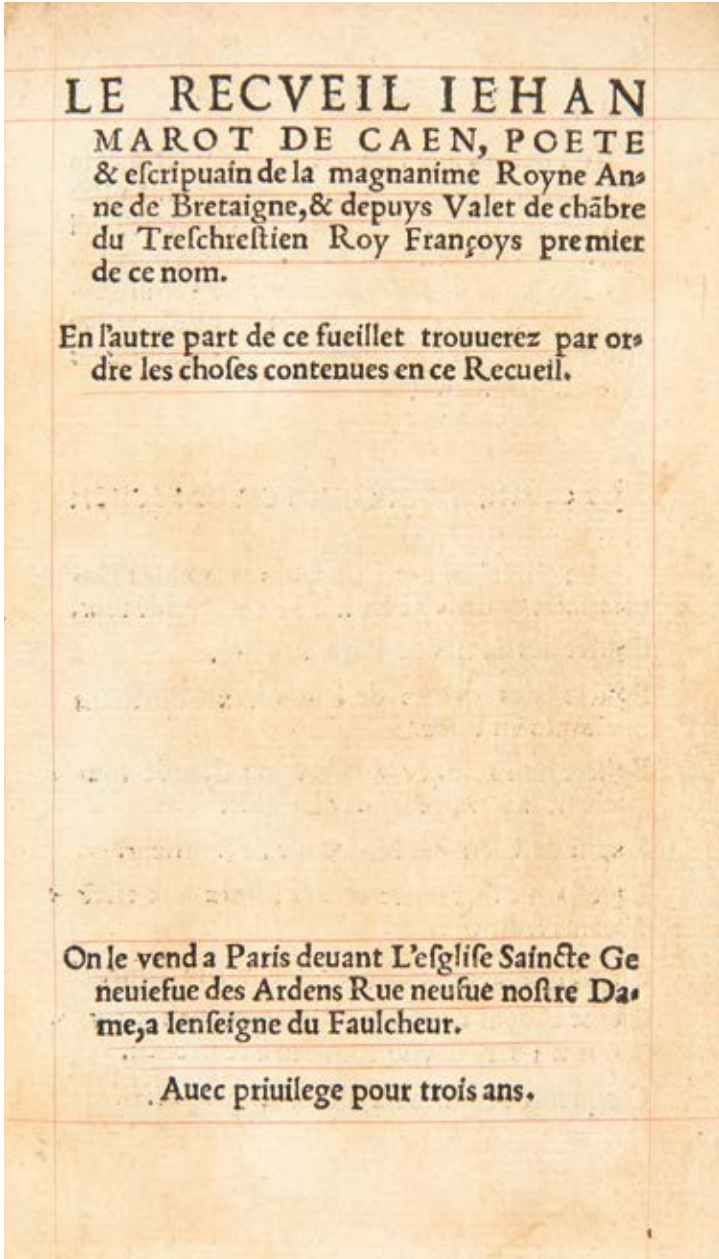 LE RECVEIL IEHAN
MAROT DE CAEN, POETE
& eſcripuain de la magnanime Royne An⸗
ne de Bretaigne, & depuys Valet de chãbre
du Treſchreſtien Roy Françoys premier
de ce nom.
En l'autre part de ce fueillet trouuerez par or⸗
dre les choſes contenues en ce Recueil.
On le vend a Paris deuant L'eſgliſe Saincte Ge
neuieſue des Ardens Rue neuſue noſtre Da⸗
me, a lenſeigne du Faulcheur.
Auec priuilege pour trois ans.